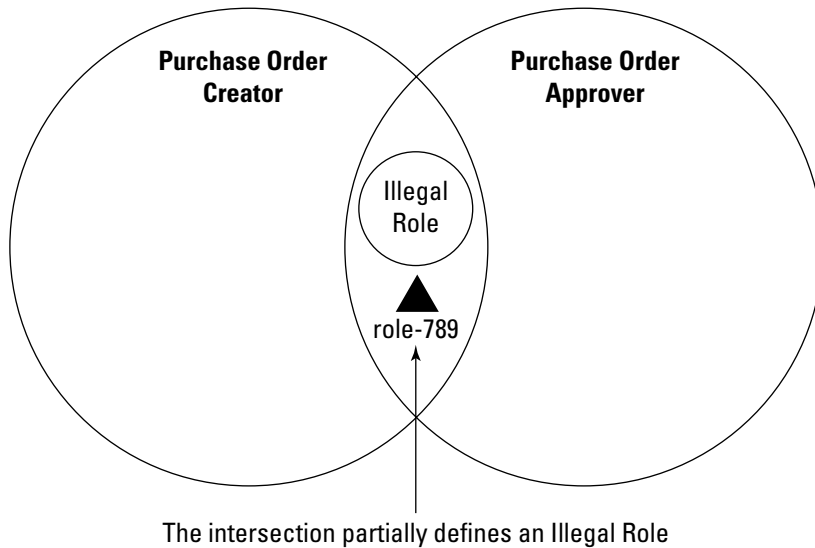 Purchase Order
Creator
Purchase Order
Approver
Illegal
Role
role-789
The intersection partially defines an Illegal Role